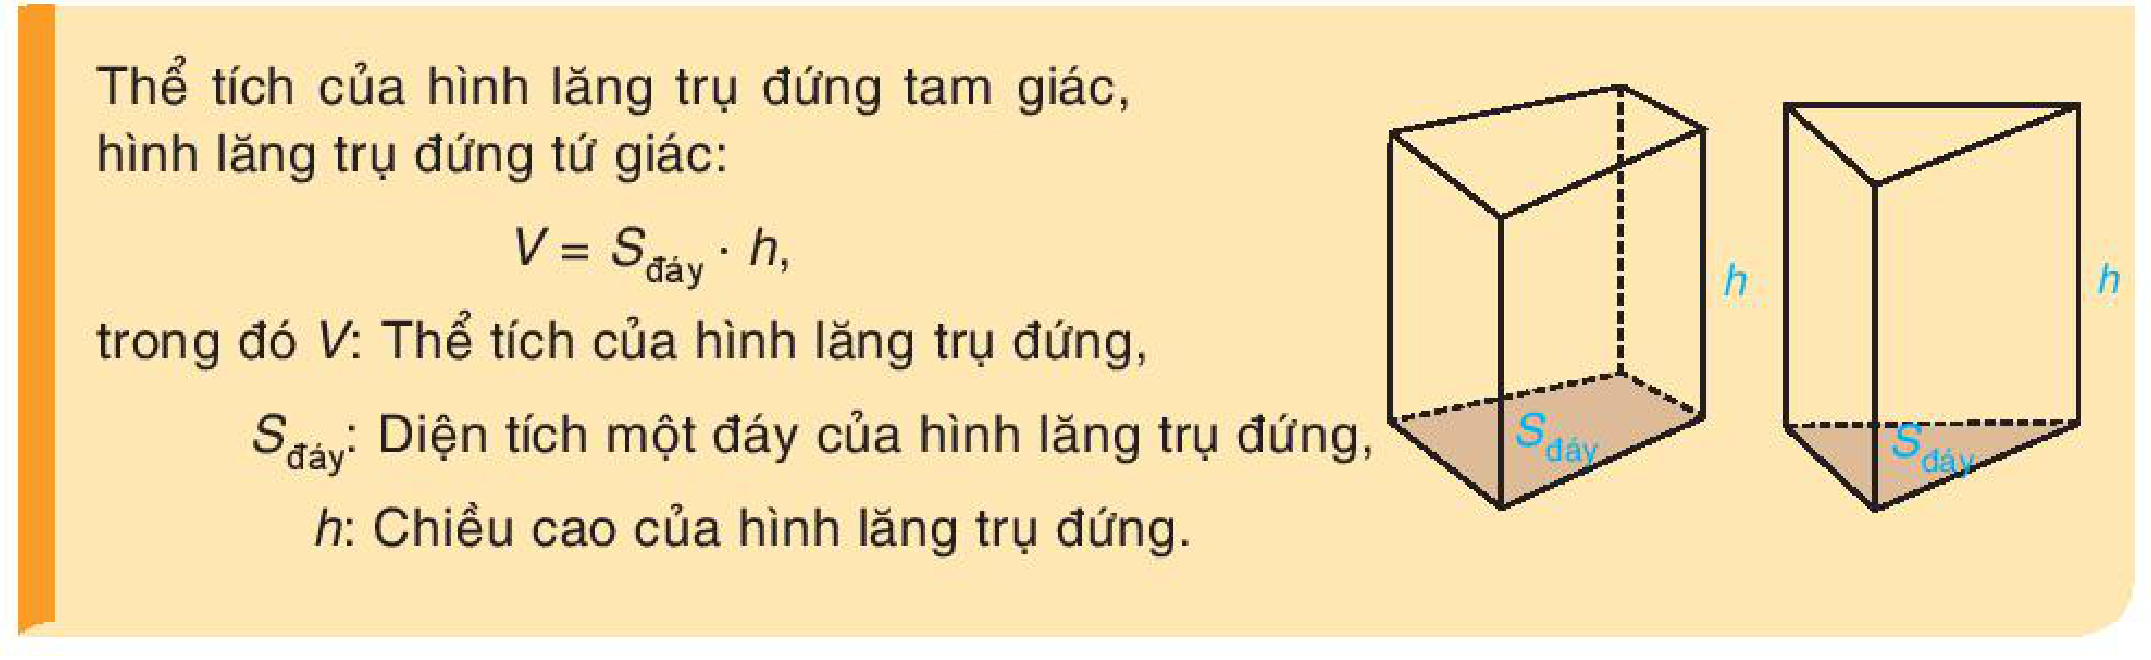 Thể tích của hình lăng trụ đứng tam giác,
hình lăng trụ đứng tứ giác:
V = Sđáy · h,
trong đó V: Thể tích của hình lăng trụ đứng,
Sđáy: Diện tích một đáy của hình lăng trụ đứng,
h: Chiều cao của hình lăng trụ đứng.
h
Sđáy
h
Sđáy